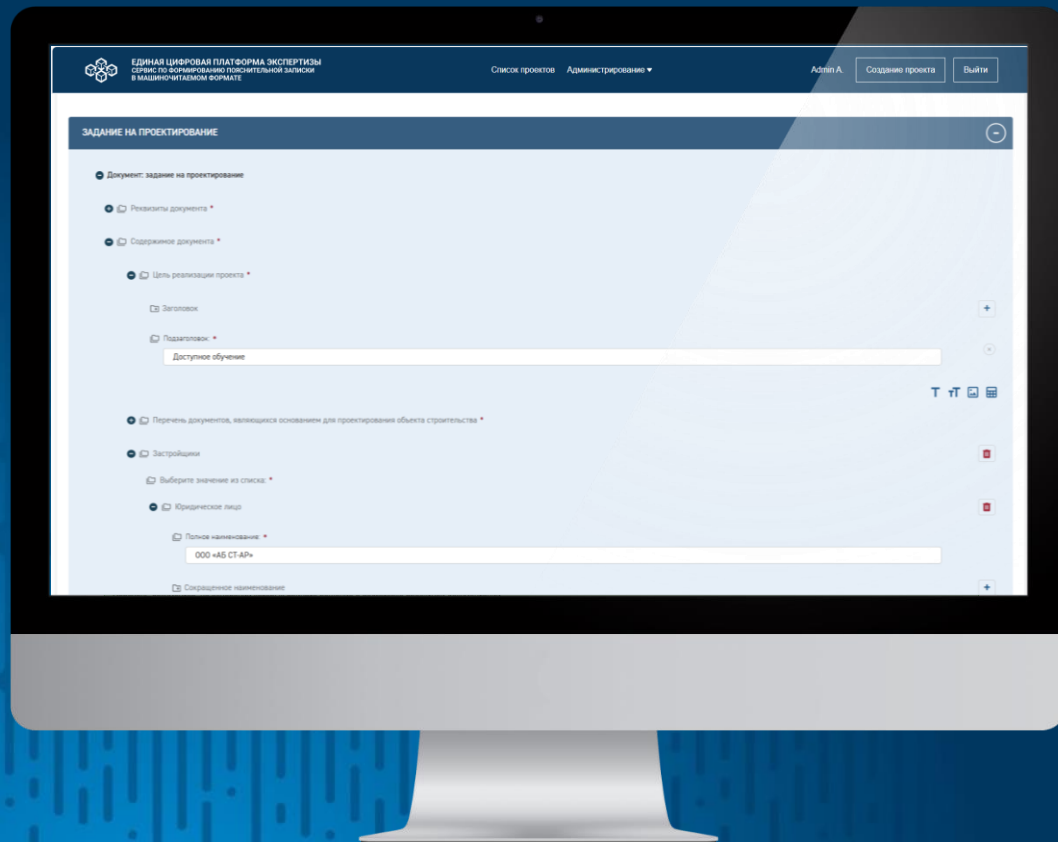 ЕДИНАЯ ЦИФРОВАЯ ПЛАТФОРМА ЭКСПЕРТИЗЫ
СЕРВИС ПО ФОРМИРОВАНИЮ ПОЯСНИТЕЛЬНОЙ ЗАПИСКИ
В МАШИНОЧИТАЕМОМ ФОРМАТЕ
Список проектов Администрирование ▾
Admin A. Создание проекта Выйти
ЗАДАНИЕ НА ПРОЕКТИРОВАНИЕ
Документ: задание на проектирование
Реквизиты документа *
Содержимое документа *
Цель реализации проекта *
Заголовок
Подзаголовок: *
Доступное обучение
Перечень документов, являющихся основанием для проектирования объекта строительства *
Застройщики
Выберите значение из списка: *
Юридическое лицо
Полное наименование: *
ООО «АБ СТ-АР»
Сокращенное наименование